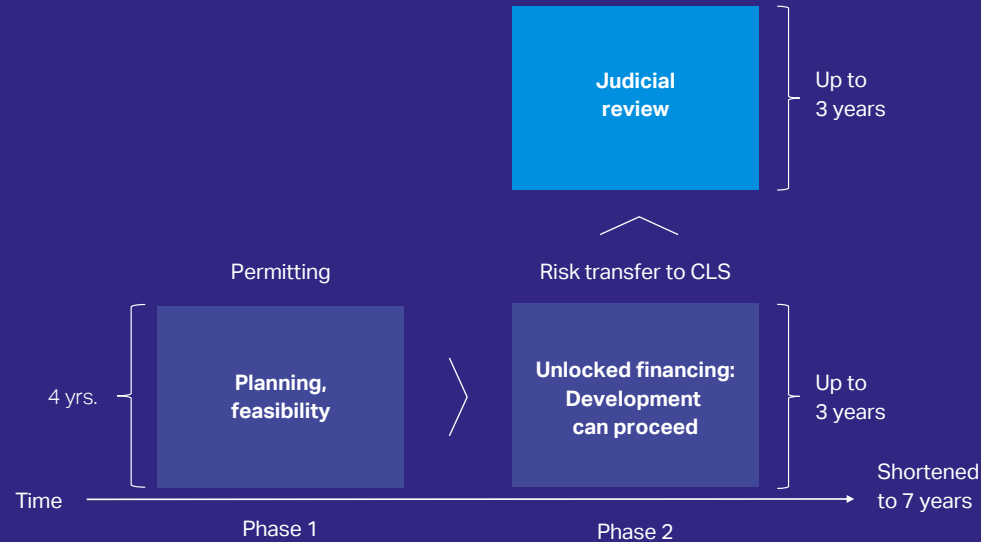 Judicial
review
Up to
3 years
Permitting
Risk transfer to CLS
4 yrs.
Planning,
feasibility
Unlocked financing:
Development
can proceed
Up to
3 years
Time
Shortened
to 7 years
Phase 1
Phase 2